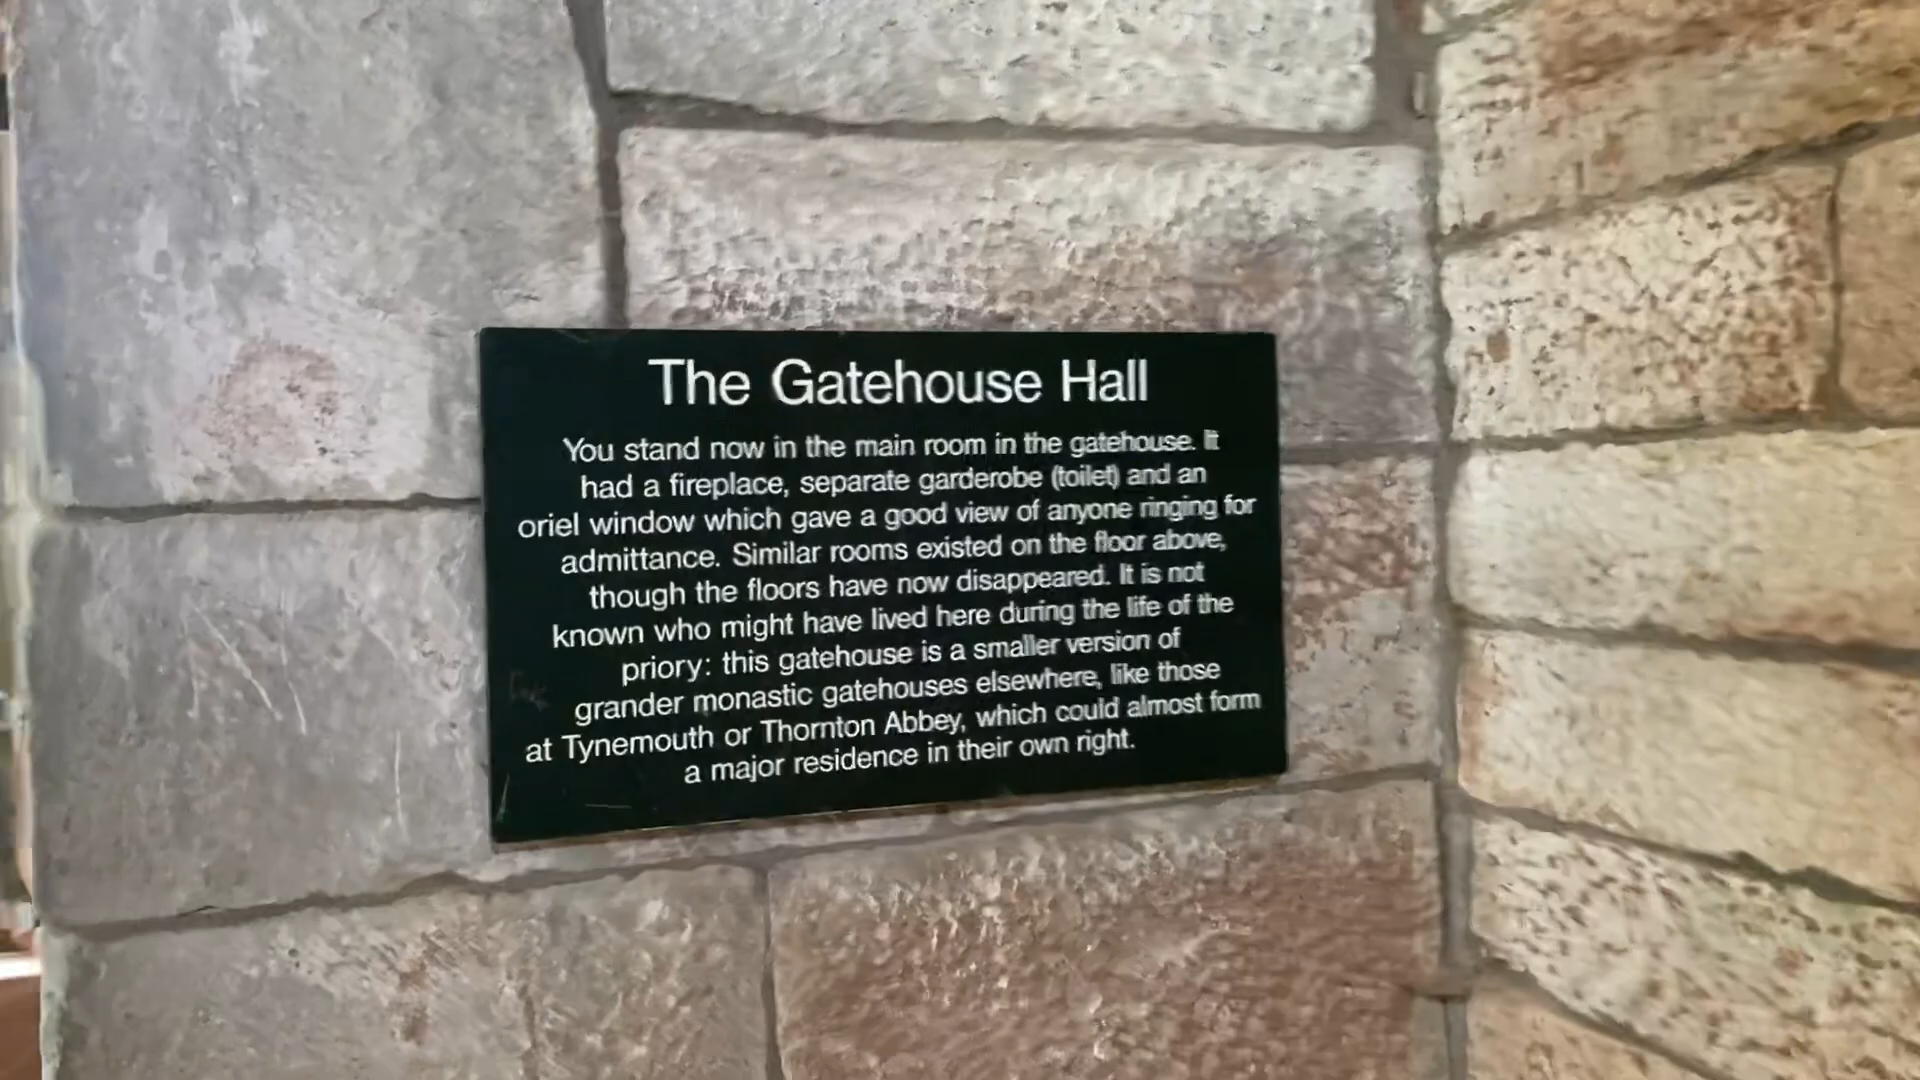 The Gatehouse Hall
You stand now in the main room in the gatehouse. It
had a fireplace, separate garderobe (toilet) and an
oriel window which gave a good view of anyone ringing for
admittance. Similar rooms existed on the floor above,
though the floors have now disappeared. It is not
known who might have lived here during the life of the
priory: this gatehouse is a smaller version of
grander monastic gatehouses elsewhere, like those
at Tynemouth or Thornton Abbey, which could almost form
a major residence in their own right.